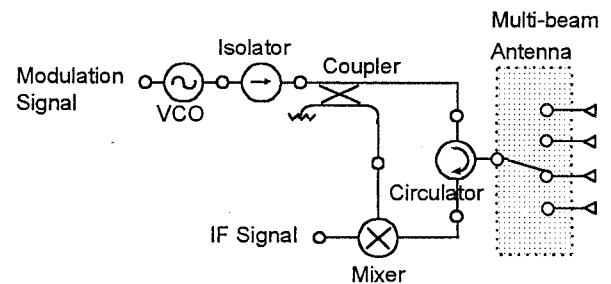 Multi-beam
Antenna
Isolator
Coupler
Modulation
Signal
VCO
Circulator
IF Signal
Mixer